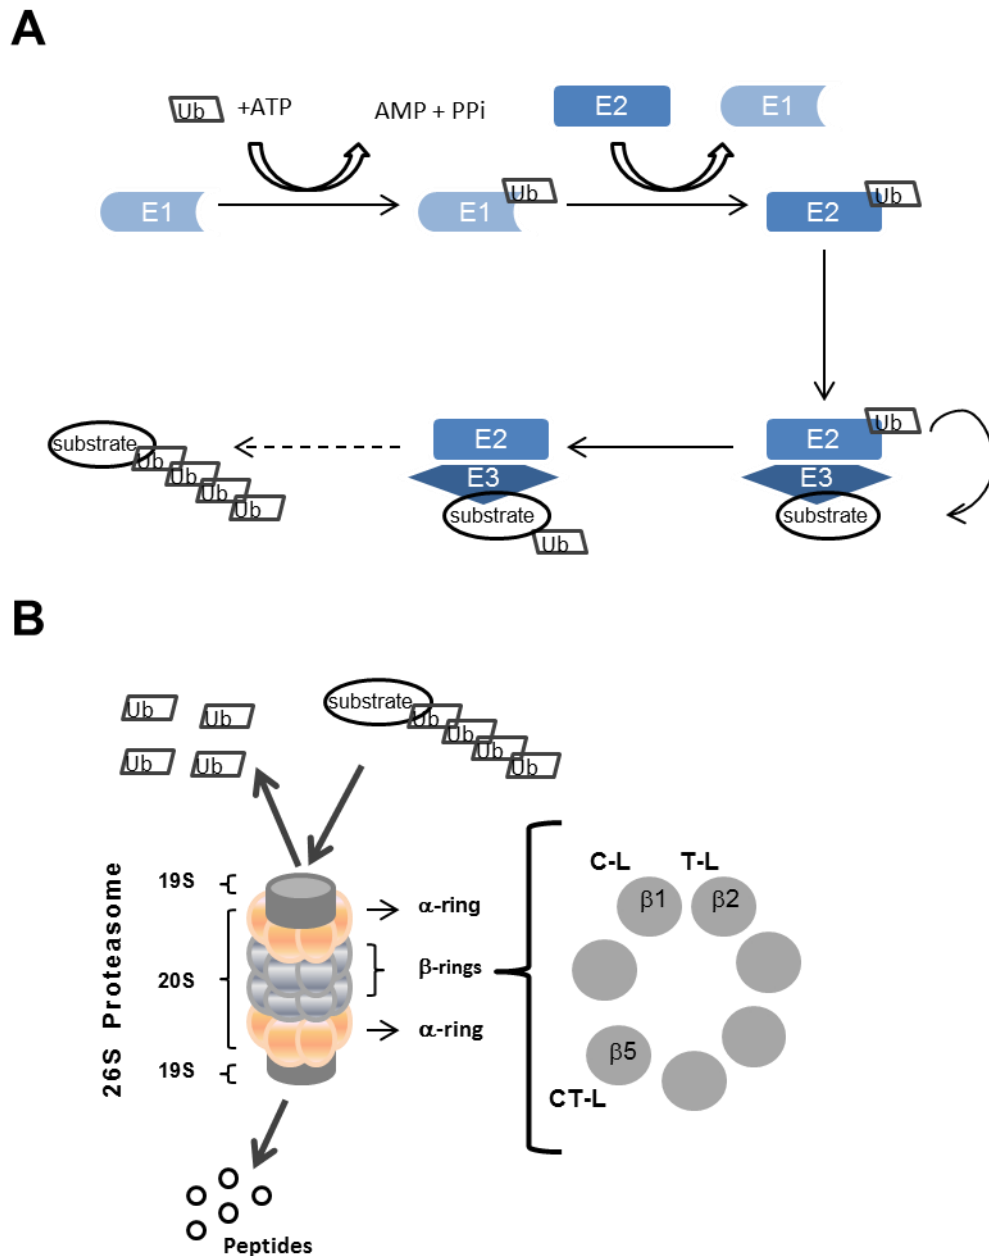 A
Ub +ATP AMP + PPi E2 E1
E1 E1 Ub E2 Ub
substrate Ub Ub Ub Ub
E2 E3 substrate Ub
E2 Ub E3 substrate
B
Ub Ub Ub Ub
substrate Ub Ub Ub Ub
26S Proteasome
19S
20S
19S
α-ring
β-rings
α-ring
C-L T-L
β1 β2
β5
CT-L
Peptides